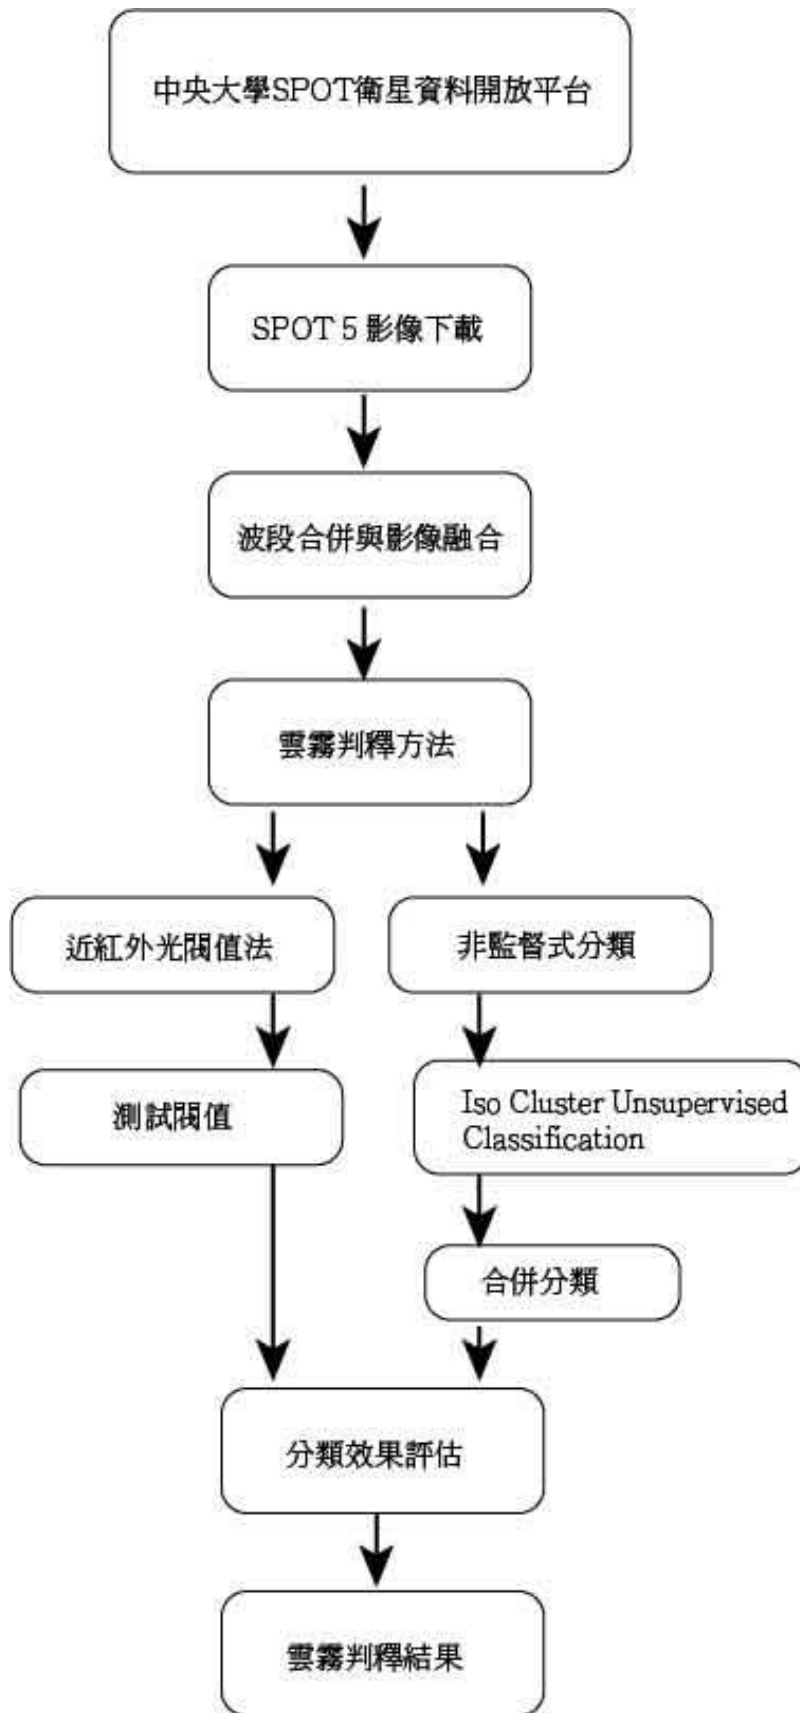 中央大學SPOT衛星資料開放平台
SPOT 5 影像下載
波段合併與影像融合
雲霧判釋方法
近紅外光閥值法
非監督式分類
測試閥值
Iso Cluster Unsupervised
Classification
合併分類
分類效果評估
雲霧判釋結果